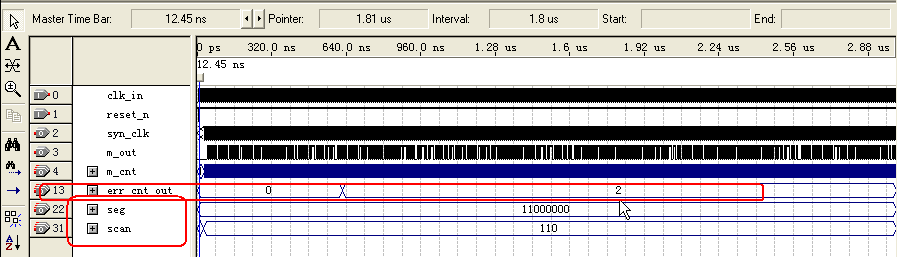 Master Time Bar: 12.45 ns Pointer: 1.81 us Interval: 1.8 us Start: End:
0 ps 320.0 ns 640.0 ns 960.0 ns 1.28 us 1.6 us 1.92 us 2.24 us 2.56 us 2.88 us
12.45 ns
0 clk_in
1 reset_n
2 syn_clk
3 m_out
4 m_cnt
13 err_cnt_out 0 2
22 seg 11000000
31 scan 110